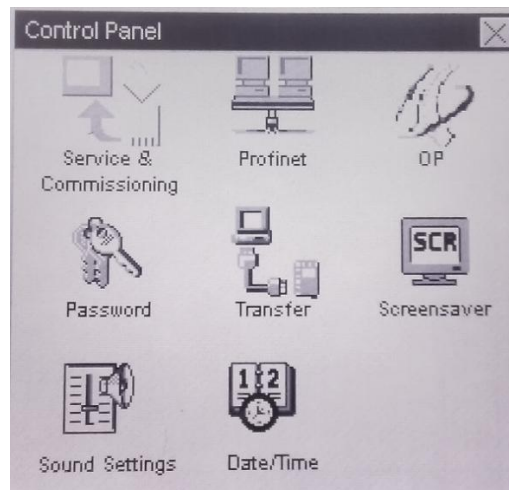 Control Panel
Service &
Commissioning
Profinet
OP
Password
Transfer
SCR
Screensaver
1 2
Sound Settings
Date/Time